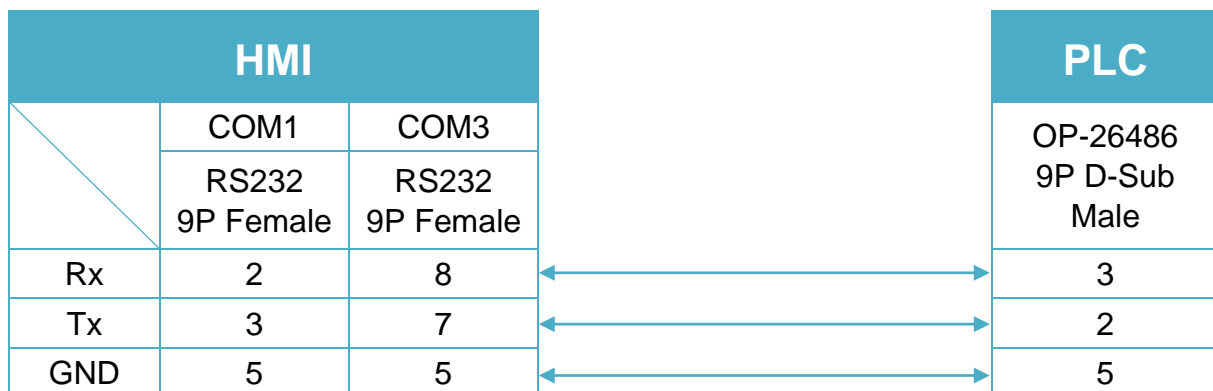 HMI
PLC
COM1
COM3
OP-26486
9P D-Sub
Male
RS232
9P Female
RS232
9P Female
Rx
2
8
3
Tx
3
7
2
GND
5
5
5